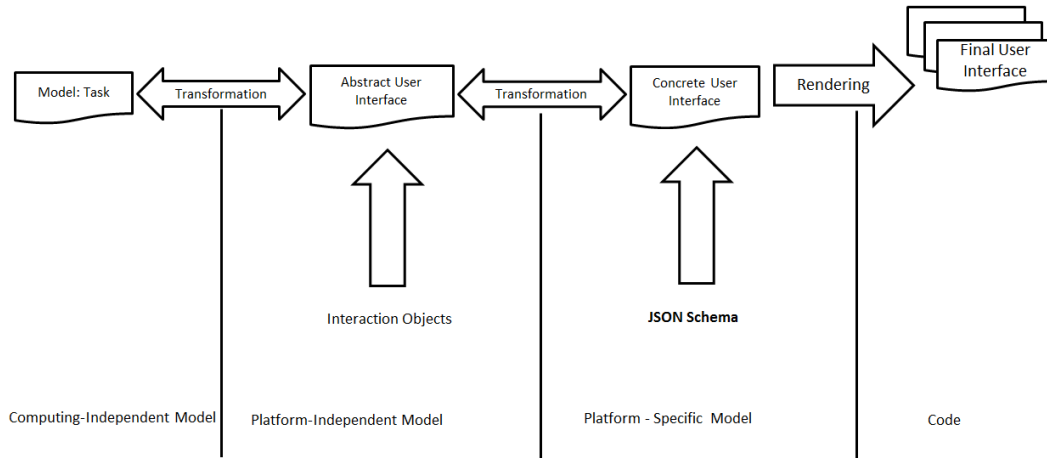 Model: Task
Transformation
Abstract User
Interface
Transformation
Concrete User
Interface
Rendering
Final User
Interface
Interaction Objects
JSON Schema
Computing-Independent Model
Platform-Independent Model
Platform - Specific Model
Code